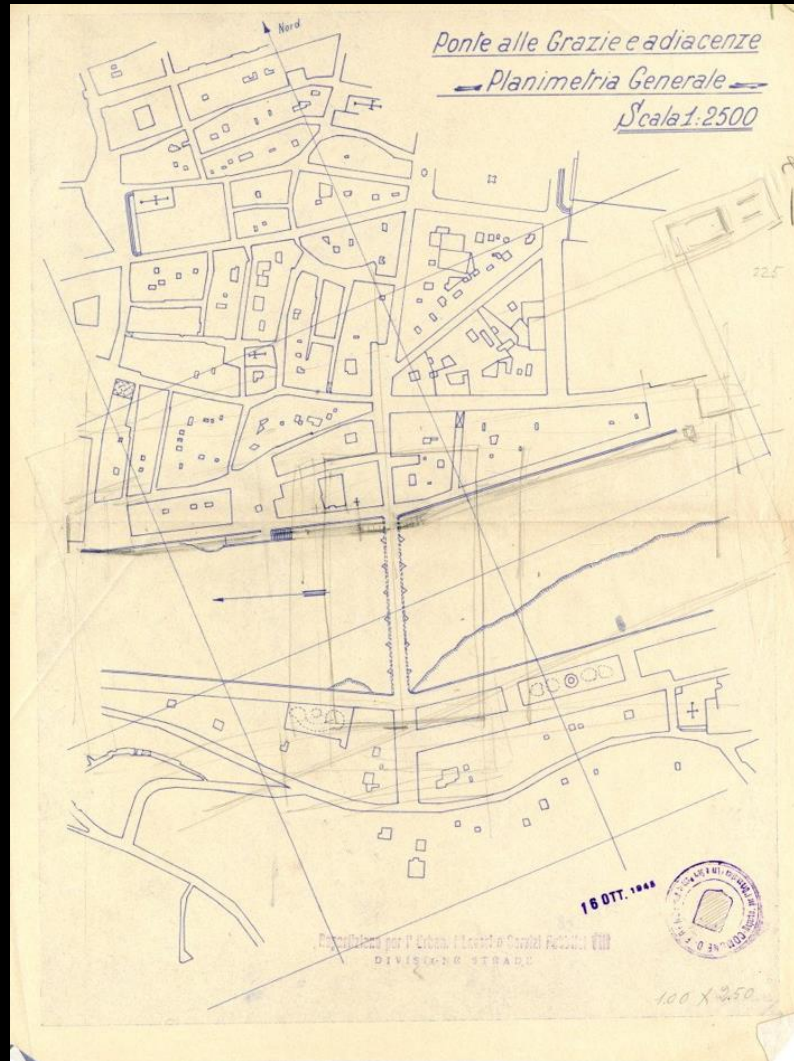 Nord
Ponte alle Grazie e adiacenze
Planimetria Generale
Scala 1:2500
225
16 OTT. 1945
DIVISIONE STRADE
100 X 250